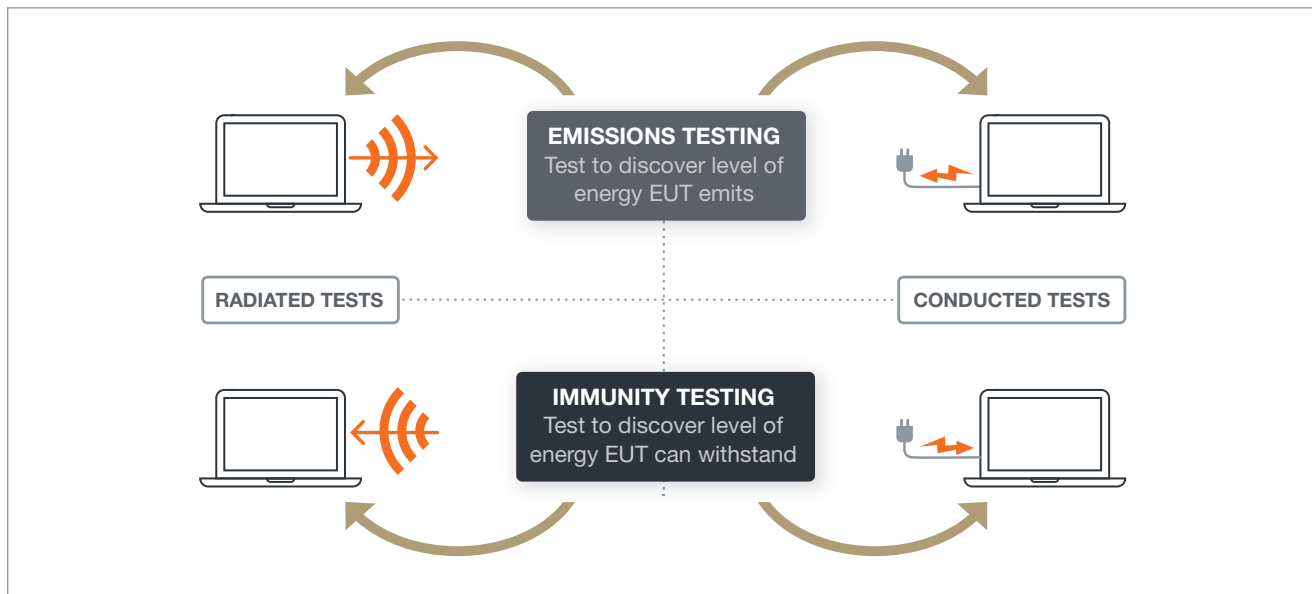 EMISSIONS TESTING
Test to discover level of
energy EUT emits
RADIATED TESTS
CONDUCTED TESTS
IMMUNITY TESTING
Test to discover level of
energy EUT can withstand